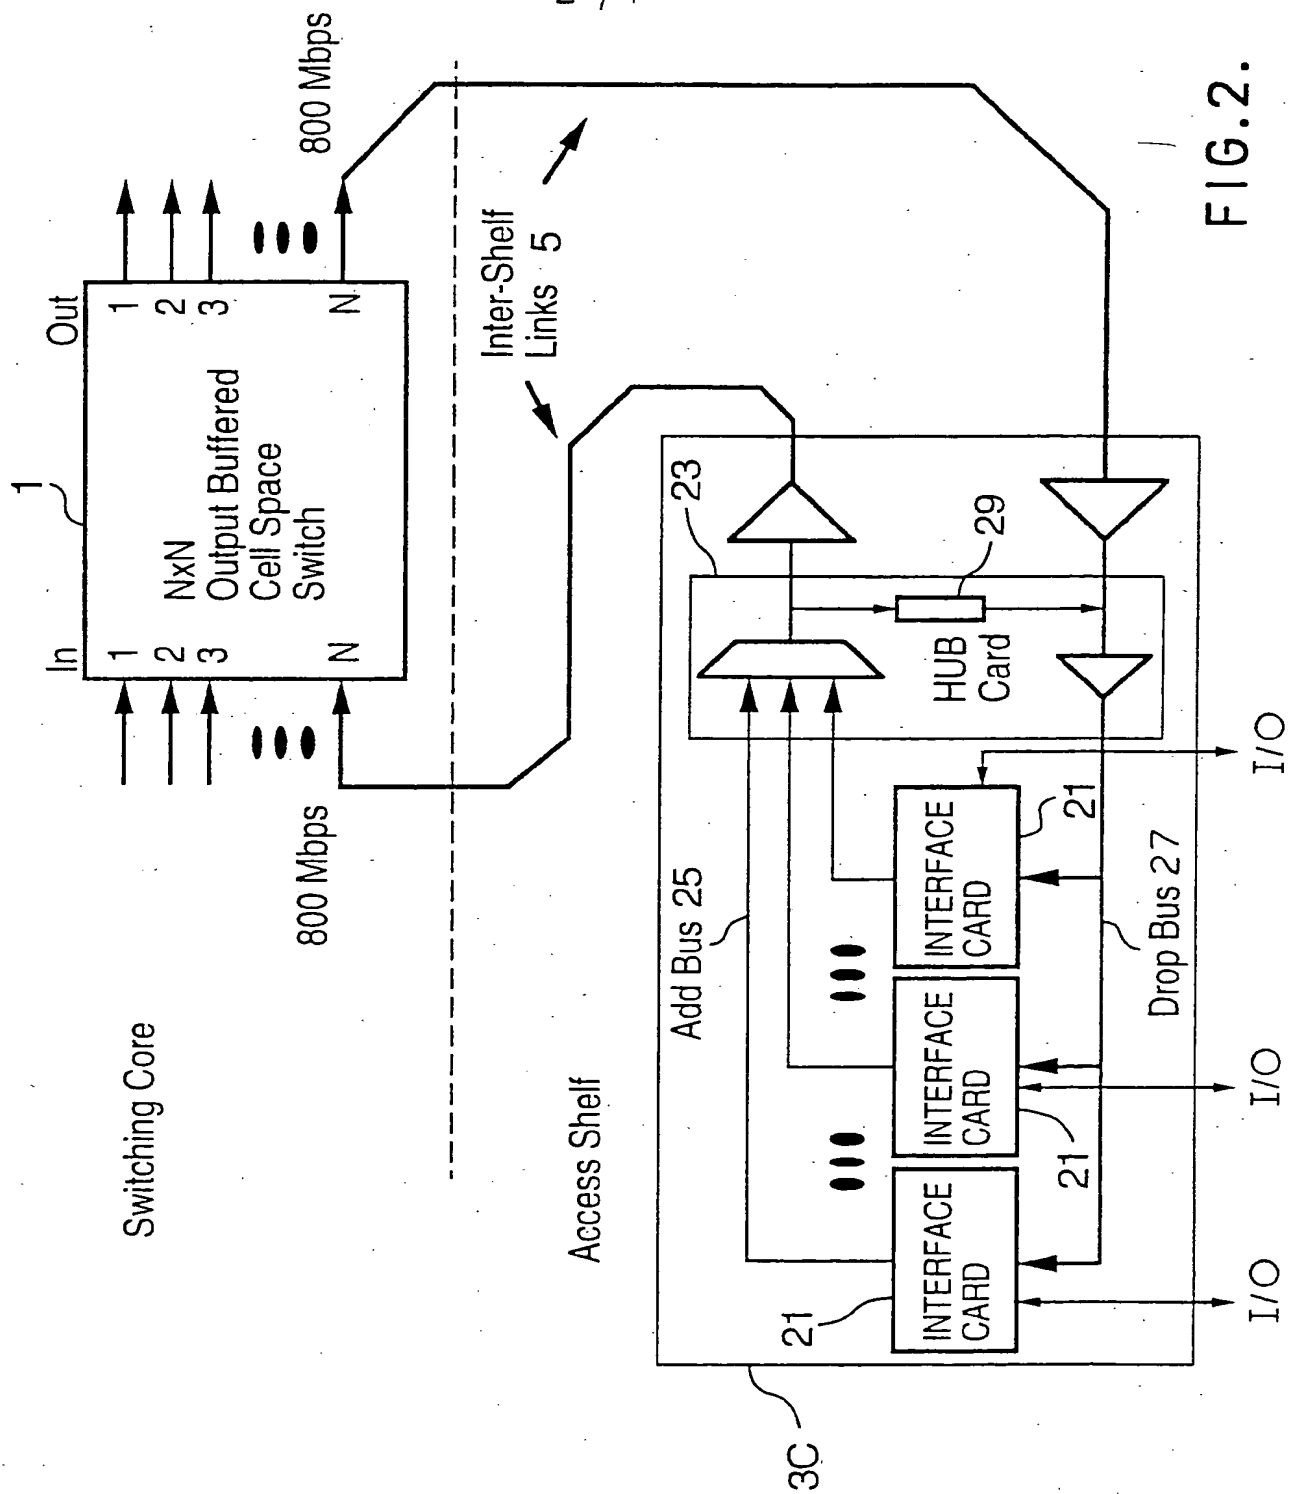 1
In
Out
1
2
3
N
1
2
3
N
NxN
Output Buffered
Cell Space
Switch
800 Mbps
800 Mbps
Switching Core
Inter-Shelf
Links 5
Access Shelf
23
Add Bus 25
29
HUB
Card
INTERFACE
CARD
INTERFACE
CARD
INTERFACE
CARD
21
21
21
Drop Bus 27
3C
I/O
I/O
I/O
FIG.2.